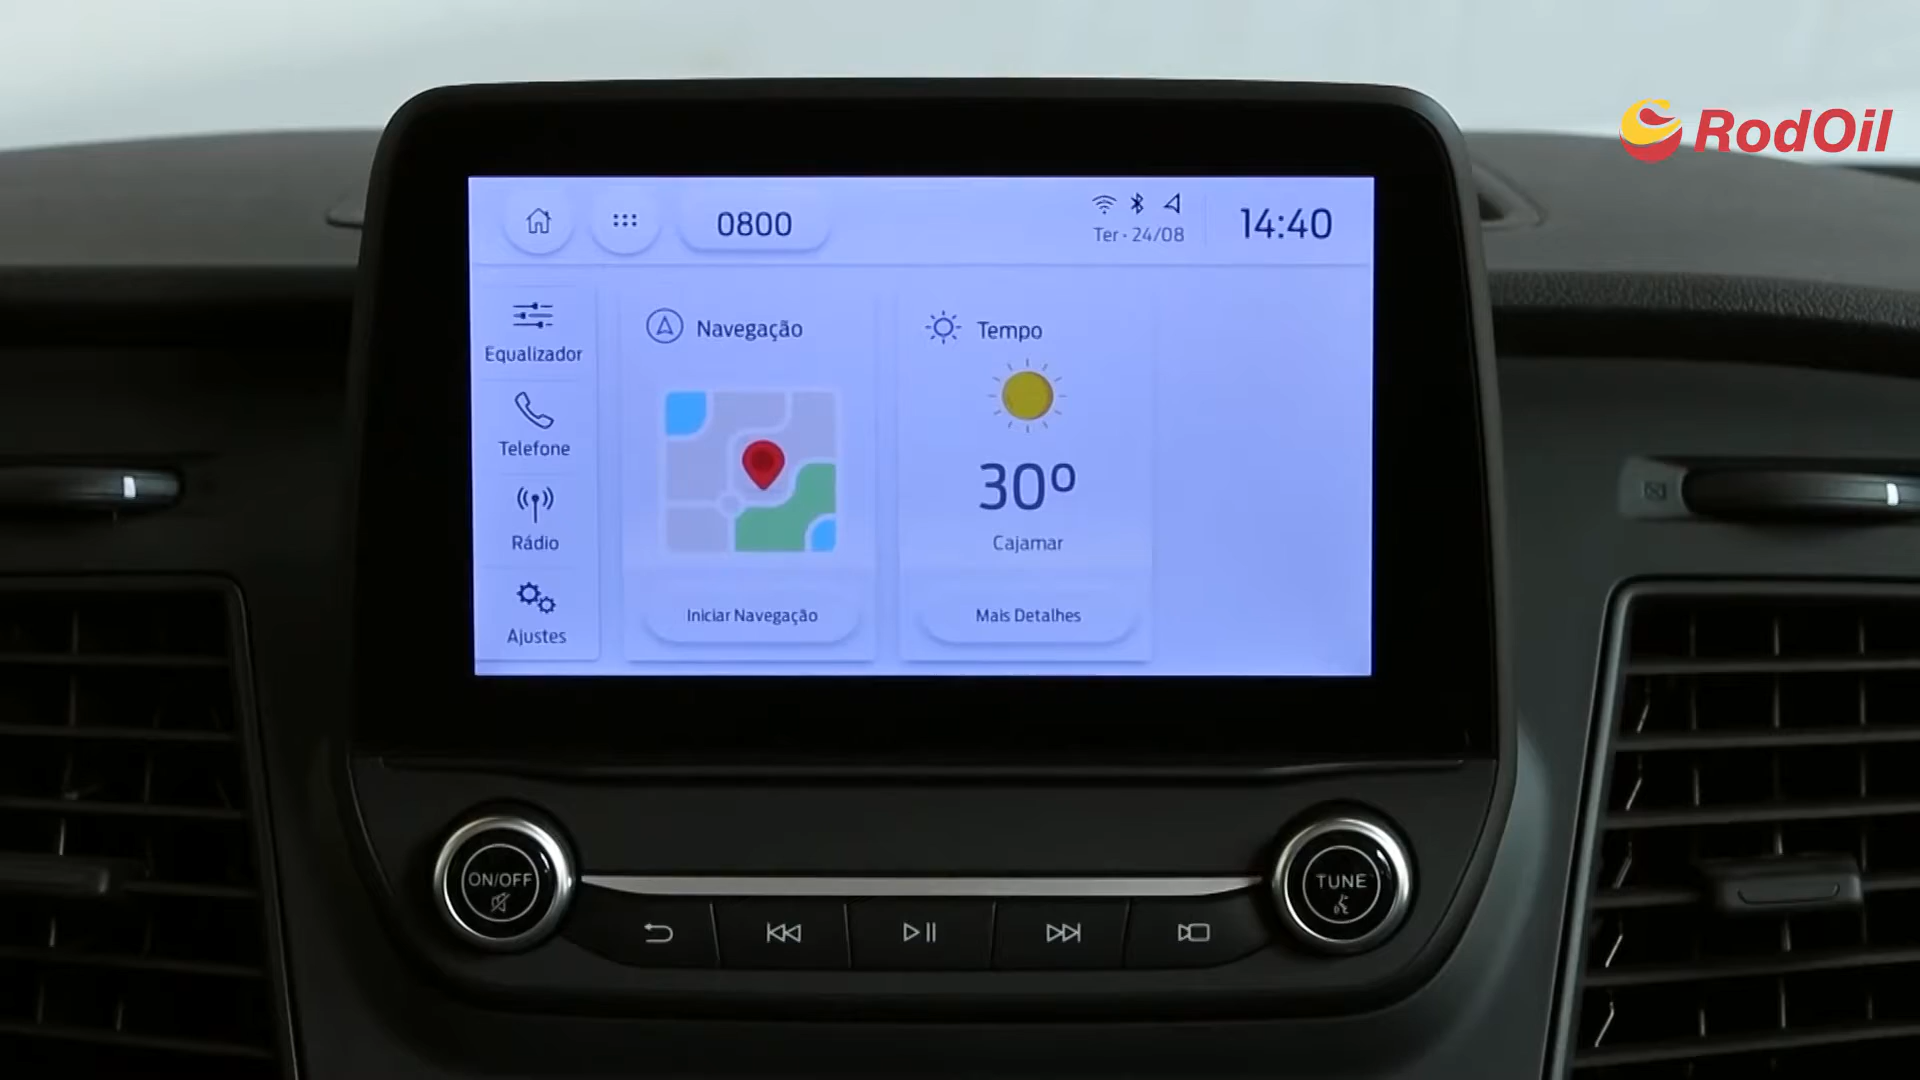 RodOil
0800
Ter · 24/08
14:40
Equalizador
Telefone
Rádio
Ajustes
Navegação
Iniciar Navegação
Tempo
30º
Cajamar
Mais Detalhes
ON/OFF
TUNE